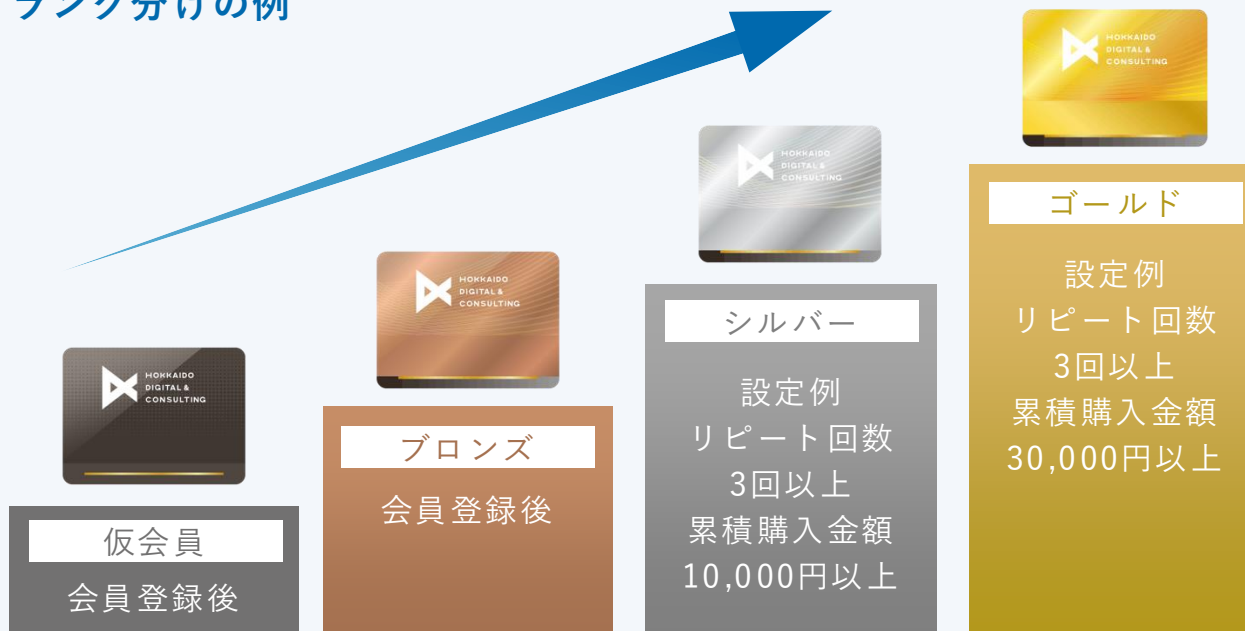 ランク分けの例
HOKKAIDO
DIGITAL &
CONSULTING
仮会員
会員登録後
HOKKAIDO
DIGITAL &
CONSULTING
ブロンズ
会員登録後
HOKKAIDO
DIGITAL &
CONSULTING
シルバー
設定例
リピート回数
3回以上
累積購入金額
10,000円以上
HOKKAIDO
DIGITAL &
CONSULTING
ゴールド
設定例
リピート回数
3回以上
累積購入金額
30,000円以上